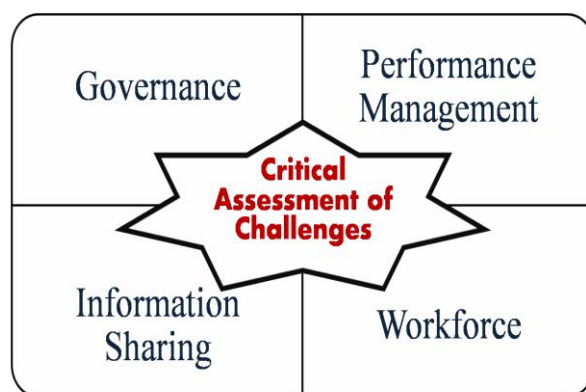 Governance
Performance
Management
Critical
Assessment of
Challenges
Information
Sharing
Workforce